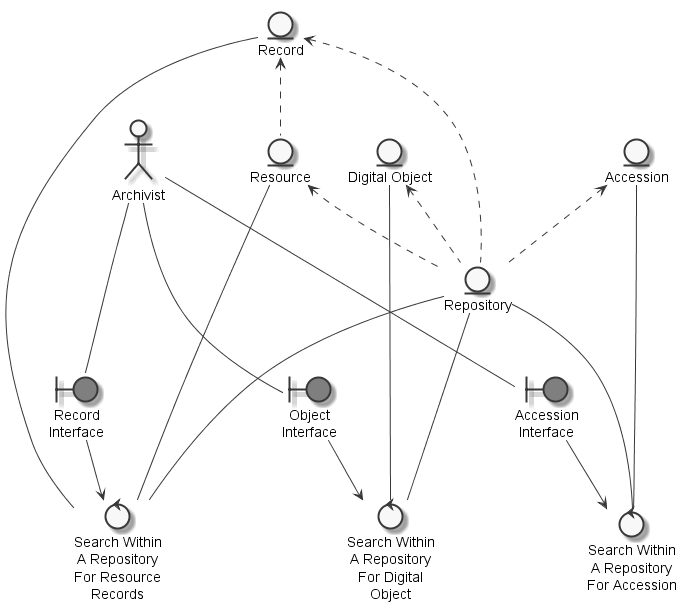 Record
Archivist
Resource
Digital Object
Accession
Repository
Record
Interface
Object
Interface
Accession
Interface
Search Within
A Repository
For Resource
Records
Search Within
A Repository
For Digital
Object
Search Within
A Repository
For Accession